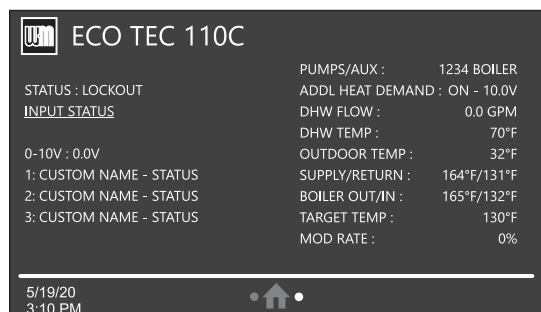 WM ECO TEC 110C
STATUS : LOCKOUT
INPUT STATUS
0-10V : 0.0V
1: CUSTOM NAME - STATUS
2: CUSTOM NAME - STATUS
3: CUSTOM NAME - STATUS
PUMPS/AUX : 1234 BOILER
ADDL HEAT DEMAND : ON - 10.0V
DHW FLOW : 0.0 GPM
DHW TEMP : 70°F
OUTDOOR TEMP : 32°F
SUPPLY/RETURN : 164°F/131°F
BOILER OUT/IN : 165°F/132°F
TARGET TEMP : 130°F
MOD RATE : 0%
5/19/20
3:10 PM